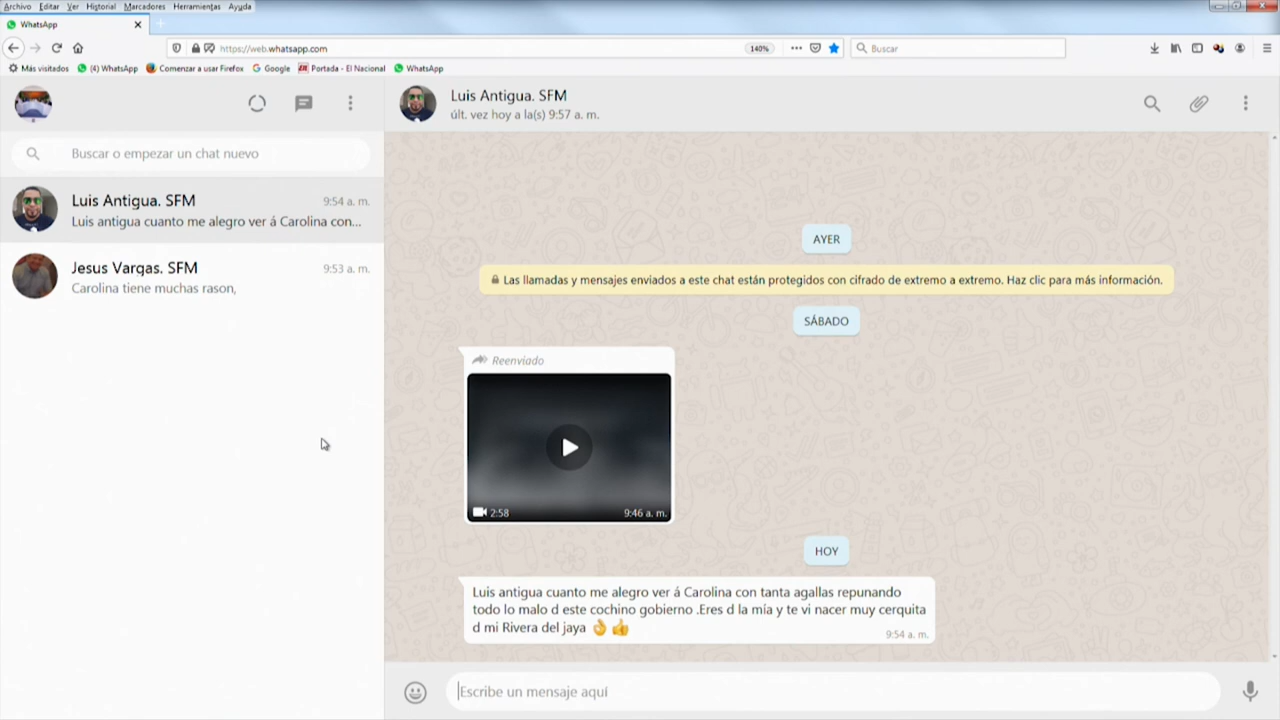 Archivo Editar Ver Historial Marcadores Herramientas Ayuda
WhatsApp
https://web.whatsapp.com
140%
Buscar
Más visitados (4) WhatsApp Comenzar a usar Firefox Google Portada - El Nacional WhatsApp
Luis Antigua. SFM
últ. vez hoy a la(s) 9:57 a. m.
Buscar o empezar un chat nuevo
Luis Antigua. SFM 9:54 a. m.
Luis antigua cuanto me alegro ver á Carolina con...
Jesus Vargas. SFM 9:53 a. m.
Carolina tiene muchas rason,
AYER
Las llamadas y mensajes enviados a este chat están protegidos con cifrado de extremo a extremo. Haz clic para más información.
SÁBADO
Reenviado
2:58 9:46 a. m.
HOY
Luis antigua cuanto me alegro ver á Carolina con tanta agallas repunando
todo lo malo d este cochino gobierno .Eres d la mía y te vi nacer muy cerquita
d mi Rivera del jaya 👌👍
9:54 a. m.
Escribe un mensaje aquí